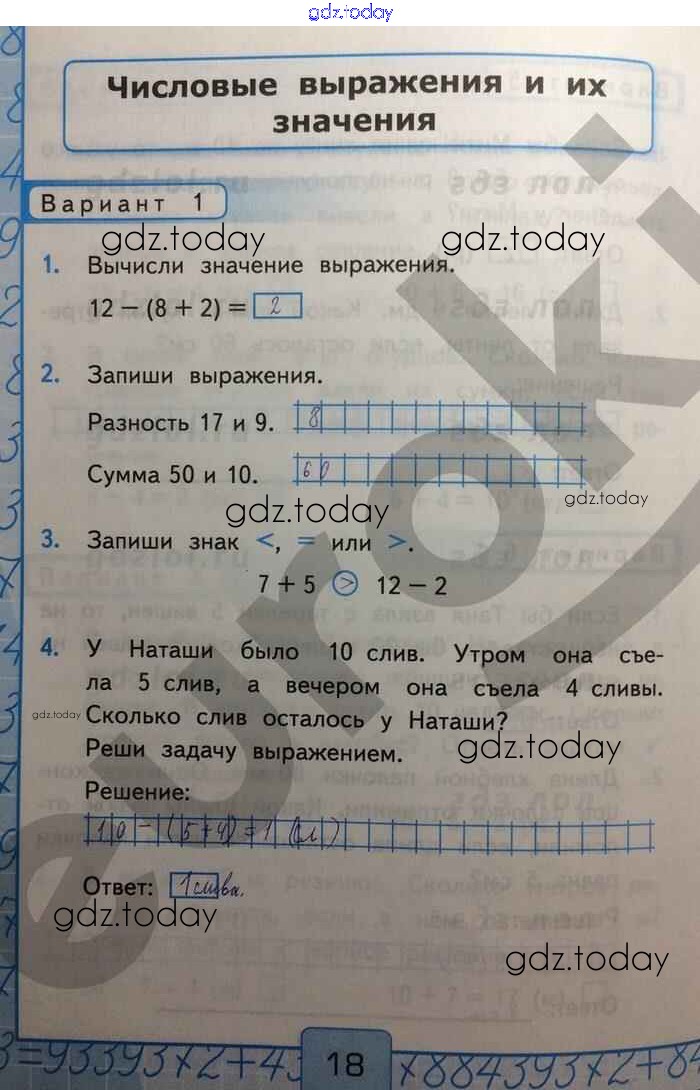 gdz.today
Числовые выражения и их
значения
Вариант 1
gdz.today
gdz.today
1. Вычисли значение выражения.
12 – (8 + 2) = 2
2. Запиши выражения.
Разность 17 и 9. 8
Сумма 50 и 10. 60
gdz.today
gdz.today
3. Запиши знак <, = или >.
7 + 5 > 12 – 2
4. У Наташи было 10 слив. Утром она съе-
ла 5 слив, а вечером она съела 4 сливы.
gdz.today
Сколько слив осталось у Наташи?
Реши задачу выражением.
gdz.today
Решение:
10 – (5+4) = 1 
Ответ: 1 слива.
gdz.today
gdz.today
18